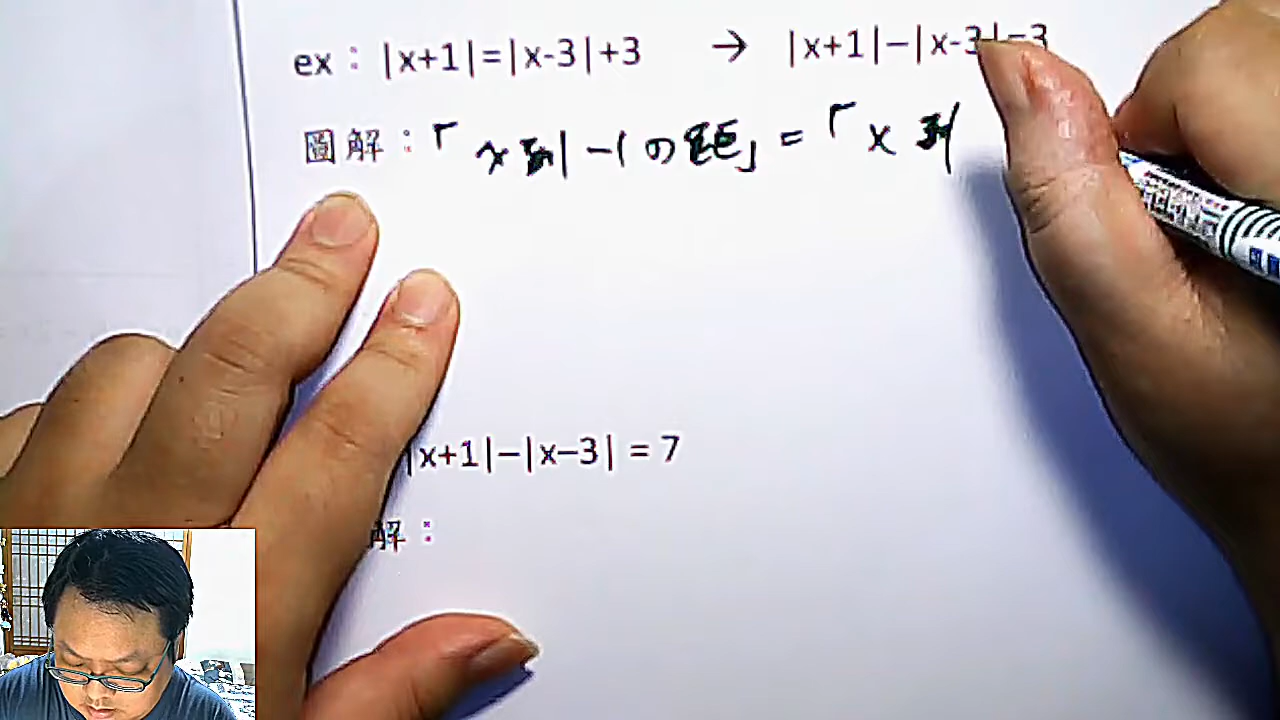 ex：|x+1|=|x-3|+3 → |x+1|−|x-3|=3
圖解：「x到−1の距」=「x到
|x+1|−|x−3| = 7
解：